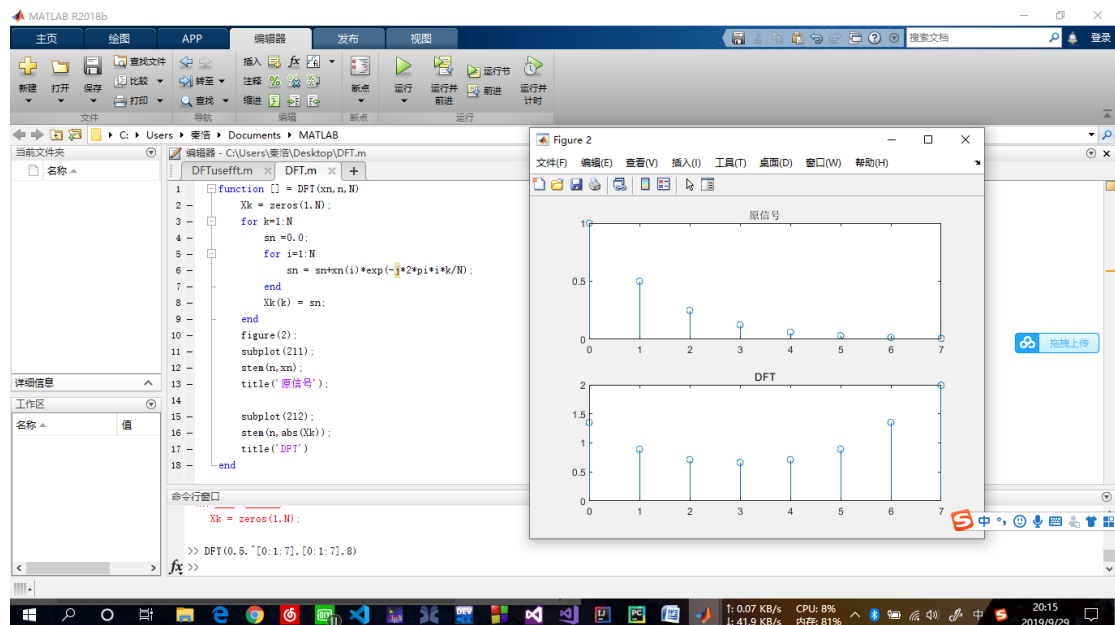 MATLAB R2018b
主页 绘图 APP 编辑器 发布 视图 搜索文档 登录
新建 打开 保存 查找文件 比较 打印 转至 查找 插入 fx 注释 缩进 断点 运行 运行并前进 运行节 前进 运行并计时
文件 导航 编辑 断点 运行
C: Users 秦浩 Documents MATLAB
当前文件夹
名称
详细信息
工作区
名称 值
编辑器 - C:\Users\秦浩\Desktop\DFT.m
DFTusefft.m DFT.m +
1 function [] = DFT(xn,n,N)
2 Xk = zeros(1,N);
3 for k=1:N
4 sn =0.0;
5 for i=1:N
6 sn = sn+xn(i)*exp(-j*2*pi*i*k/N);
7 end
8 Xk(k) = sn;
9 end
10 figure(2);
11 subplot(211);
12 stem(n,xn);
13 title('原信号');
14
15 subplot(212);
16 stem(n,abs(Xk));
17 title('DFT')
18 end
命令行窗口
Xk = zeros(1,N);
>> DFT(0.5.^[0:1:7],[0:1:7],8)
fx >>
Figure 2
文件(F) 编辑(E) 查看(V) 插入(I) 工具(T) 桌面(D) 窗口(W) 帮助(H)
原信号
1
0.5
0
0 1 2 3 4 5 6 7
DFT
2
1.5
1
0.5
0
0 1 2 3 4 5 6 7
拖拽上传
中
: 0.07 KB/s CPU: 8%
: 41.9 KB/s 内存: 81%
中
20:15
2019/9/29